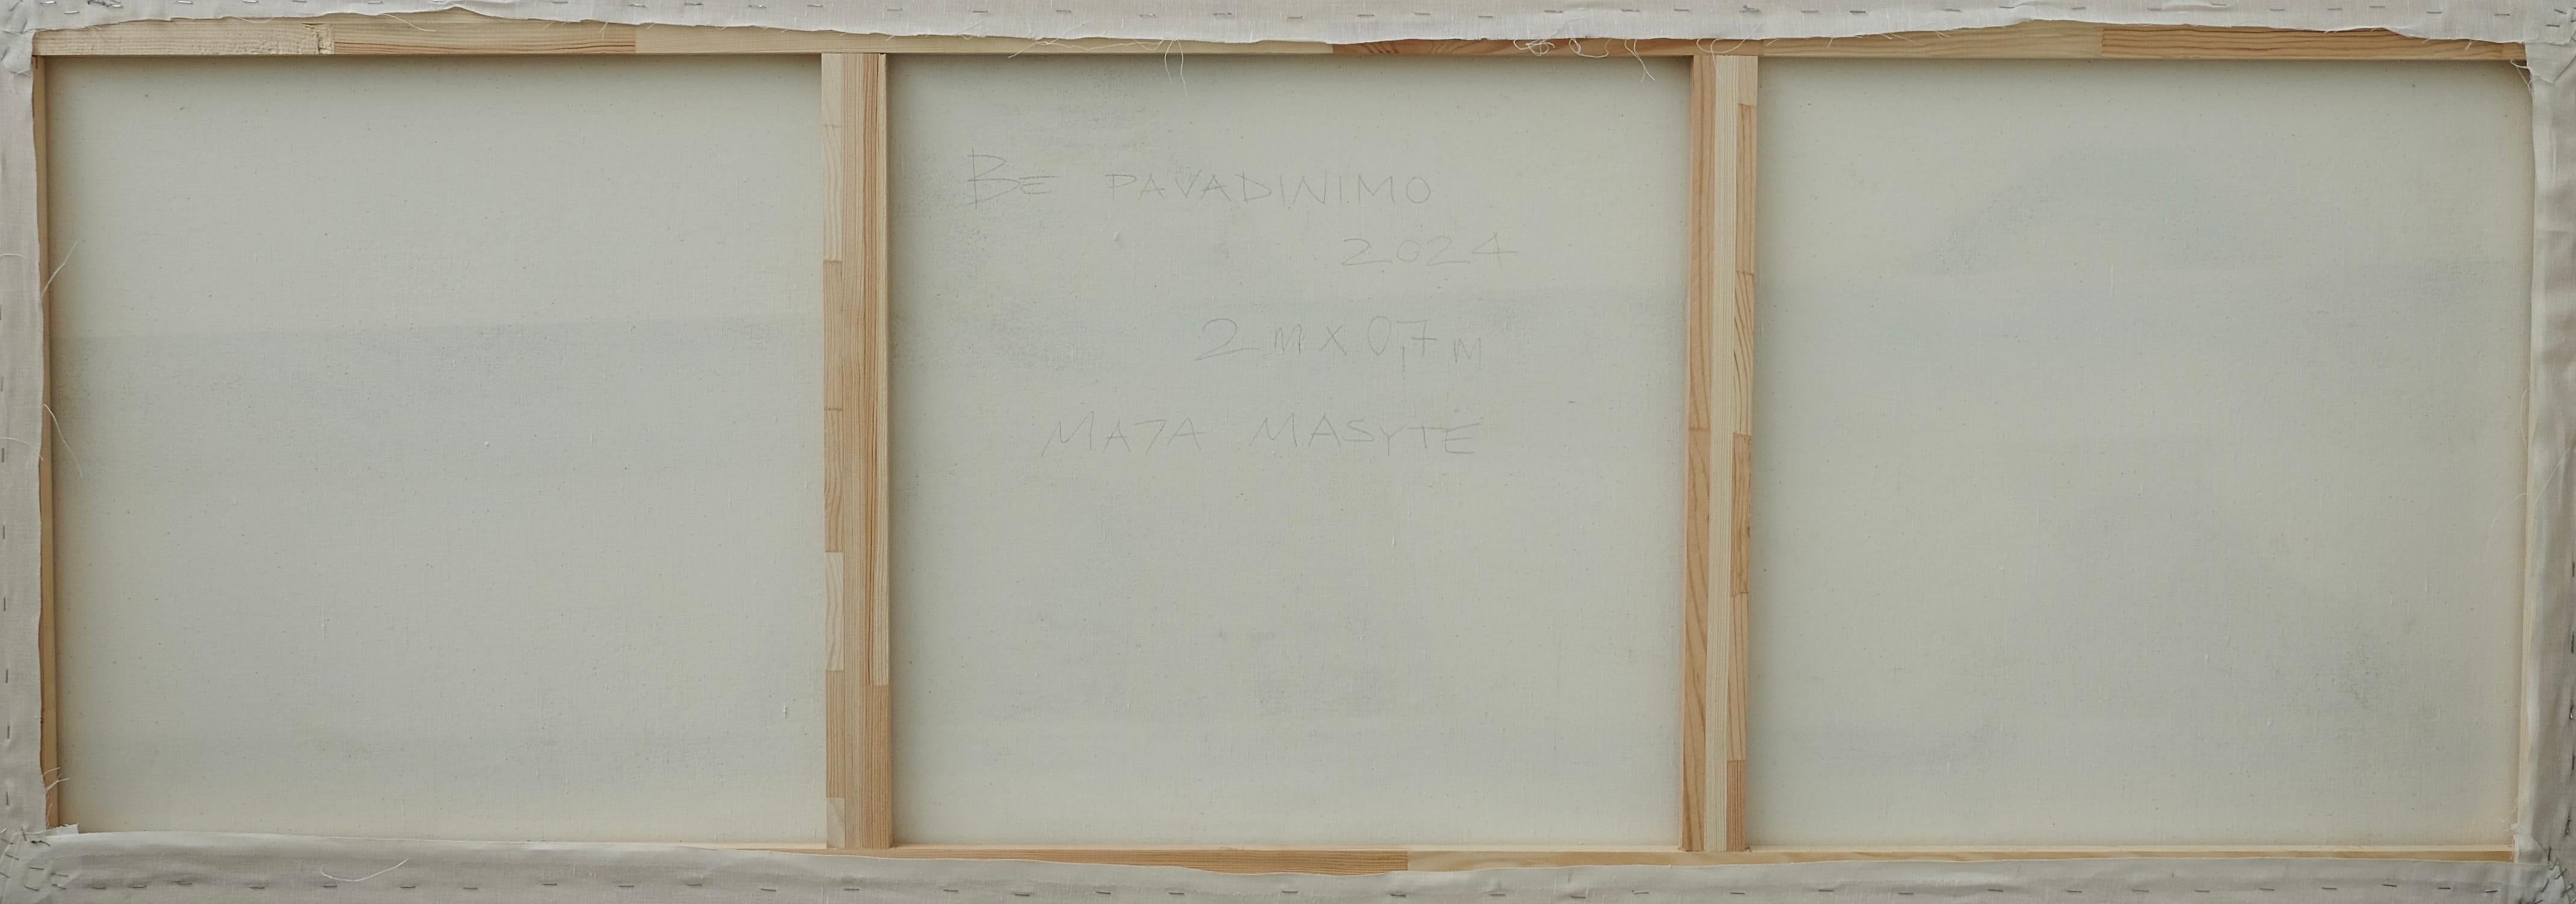 BE PAVADINIMO
2024
2 M X 0,7 M
MAJA MASYTĖ